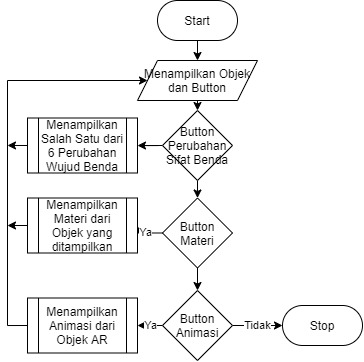 Start
Menampilkan Objek
dan Button
Menampilkan
Salah Satu dari
6 Perubahan
Wujud Benda
Button
Perubahan
Sifat Benda
Menampilkan
Materi dari
Objek yang
ditampilkan
Ya
Button
Materi
Menampilkan
Animasi dari
Objek AR
Ya
Button
Animasi
Tidak
Stop